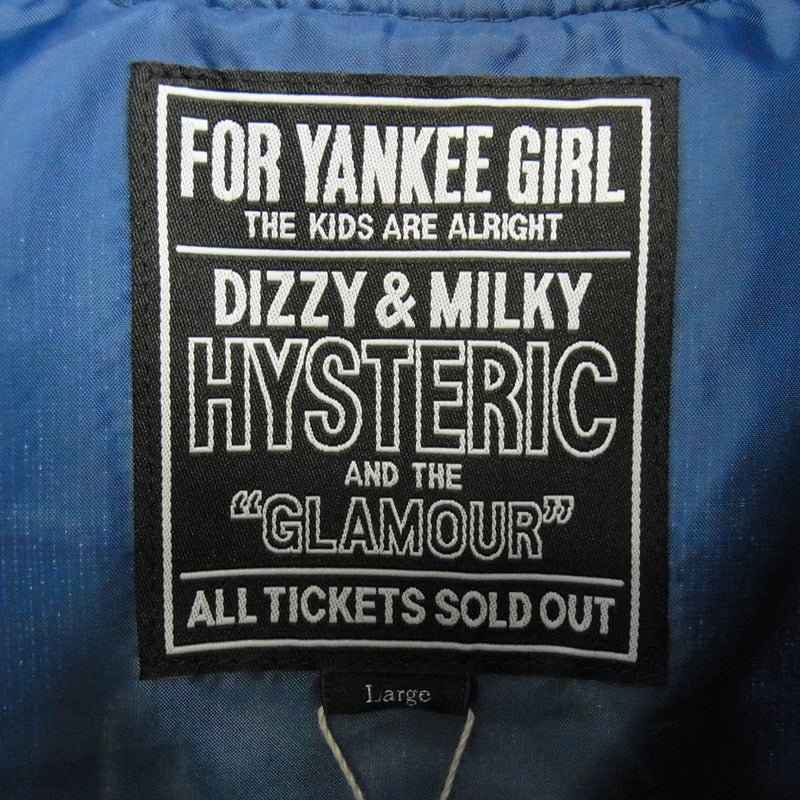 FOR YANKEE GIRL
THE KIDS ARE ALRIGHT
DIZZY & MILKY
HYSTERIC
AND THE
“GLAMOUR”
ALL TICKETS SOLD OUT
Large